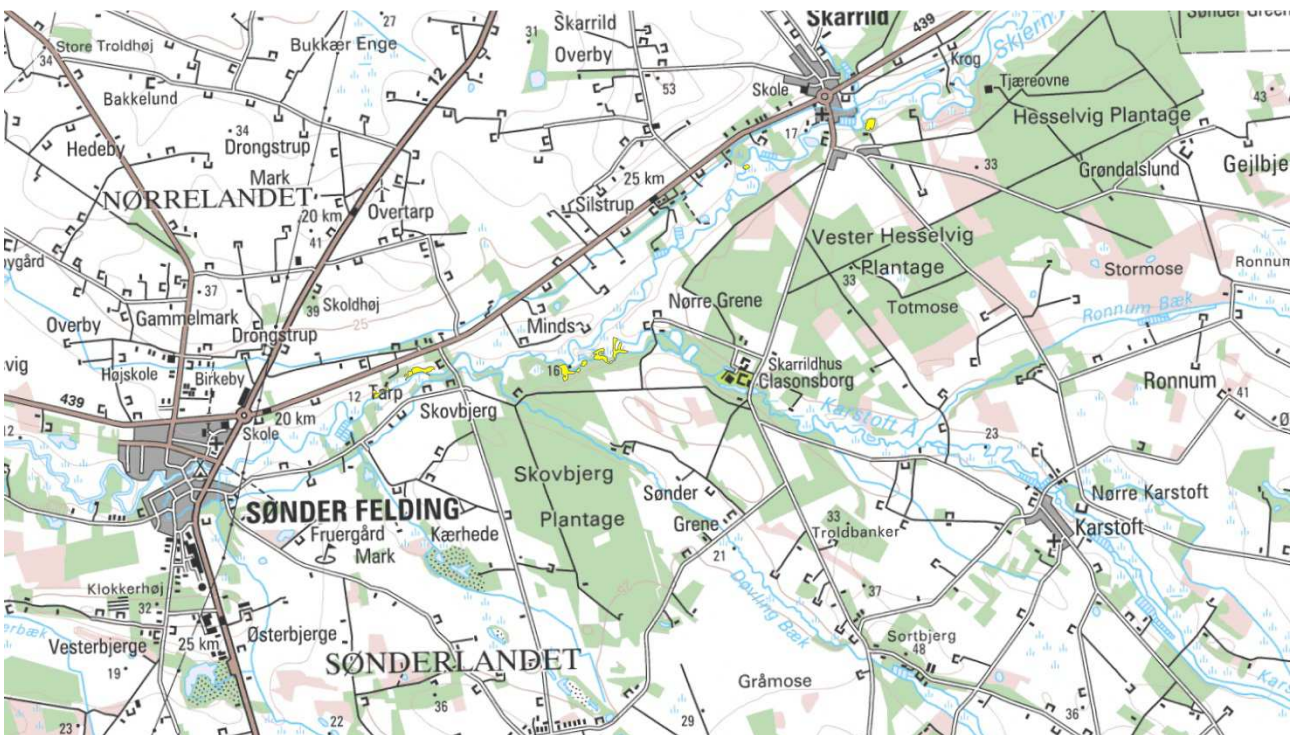 Skarrild
439
Sønder Green
Store Troldhøj
34
27
Bukkær Enge
12
31
Skarrild
Overby
53
Skole
Krog
Skjern
Tjæreovne
Bakkelund
Hesselvig Plantage
43
17
34
Drongstrup
Mark
Hedeby
33
Grøndalslund
Gejlbje
NØRRELANDET
20 km
41
Overtarp
25 km
Silstrup
Vester Hesselvig
Plantage
33
Stormose
Ronnum
ygård
37
Skoldhøj
39
25
Nørre Grene
Totmose
Ronnum Bæk
Gammelmark
Overby
Drongstrup
Minds
vig
Højskole
Birkeby
16
Skarrildhus
Clasonsborg
Ronnum
41
439
Tarp
12
Skovbjerg
20 km
Skole
12
Karstoft Å
23
Ø
Skovbjerg
Plantage
Sønder
Grene
Nørre Karstoft
SØNDER FELDING
Fruergård
Mark
Kærhede
21
33
Troldbanker
Karstoft
Døvling Bæk
Klokkerhøj
32
37
erbæk
Østerbjerge
Vesterbjerge
25 km
19
SØNDERLANDET
Sortbjerg
48
Gråmose
Kars
36
29
36
23
22